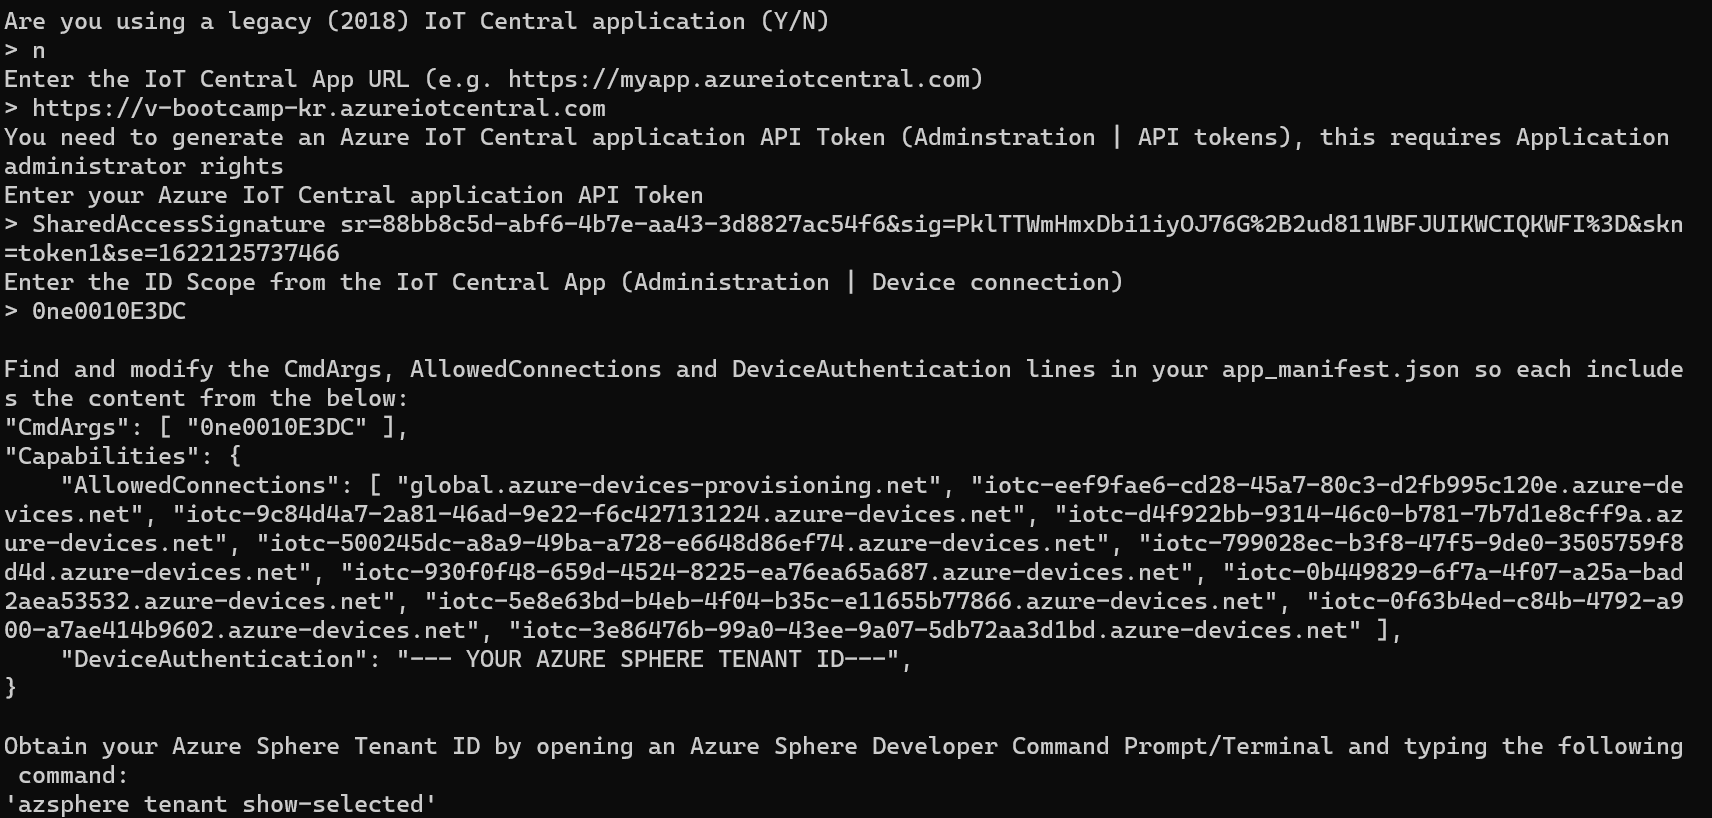 Are you using a legacy (2018) IoT Central application (Y/N)
> n
Enter the IoT Central App URL (e.g. https://myapp.azureiotcentral.com)
> https://v-bootcamp-kr.azureiotcentral.com
You need to generate an Azure IoT Central application API Token (Adminstration | API tokens), this requires Application
administrator rights
Enter your Azure IoT Central application API Token
> SharedAccessSignature sr=88bb8c5d-abf6-4b7e-aa43-3d8827ac54f6&sig=PklTTWmHmxDbi1iyOJ76G%2B2ud811WBFJUIKWCIQKWFI%3D&skn
=token1&se=1622125737466
Enter the ID Scope from the IoT Central App (Administration | Device connection)
> 0ne0010E3DC

Find and modify the CmdArgs, AllowedConnections and DeviceAuthentication lines in your app_manifest.json so each include
s the content from the below:
"CmdArgs": [ "0ne0010E3DC" ],
"Capabilities": {
    "AllowedConnections": [ "global.azure-devices-provisioning.net", "iotc-eef9fae6-cd28-45a7-80c3-d2fb995c120e.azure-de
vices.net", "iotc-9c84d4a7-2a81-46ad-9e22-f6c427131224.azure-devices.net", "iotc-d4f922bb-9314-46c0-b781-7b7d1e8cff9a.az
ure-devices.net", "iotc-500245dc-a8a9-49ba-a728-e6648d86ef74.azure-devices.net", "iotc-799028ec-b3f8-47f5-9de0-3505759f8
d4d.azure-devices.net", "iotc-930f0f48-659d-4524-8225-ea76ea65a687.azure-devices.net", "iotc-0b449829-6f7a-4f07-a25a-bad
2aea53532.azure-devices.net", "iotc-5e8e63bd-b4eb-4f04-b35c-e11655b77866.azure-devices.net", "iotc-0f63b4ed-c84b-4792-a9
00-a7ae414b9602.azure-devices.net", "iotc-3e86476b-99a0-43ee-9a07-5db72aa3d1bd.azure-devices.net" ],
    "DeviceAuthentication": "--- YOUR AZURE SPHERE TENANT ID---",
}

Obtain your Azure Sphere Tenant ID by opening an Azure Sphere Developer Command Prompt/Terminal and typing the following
 command:
'azsphere tenant show-selected'